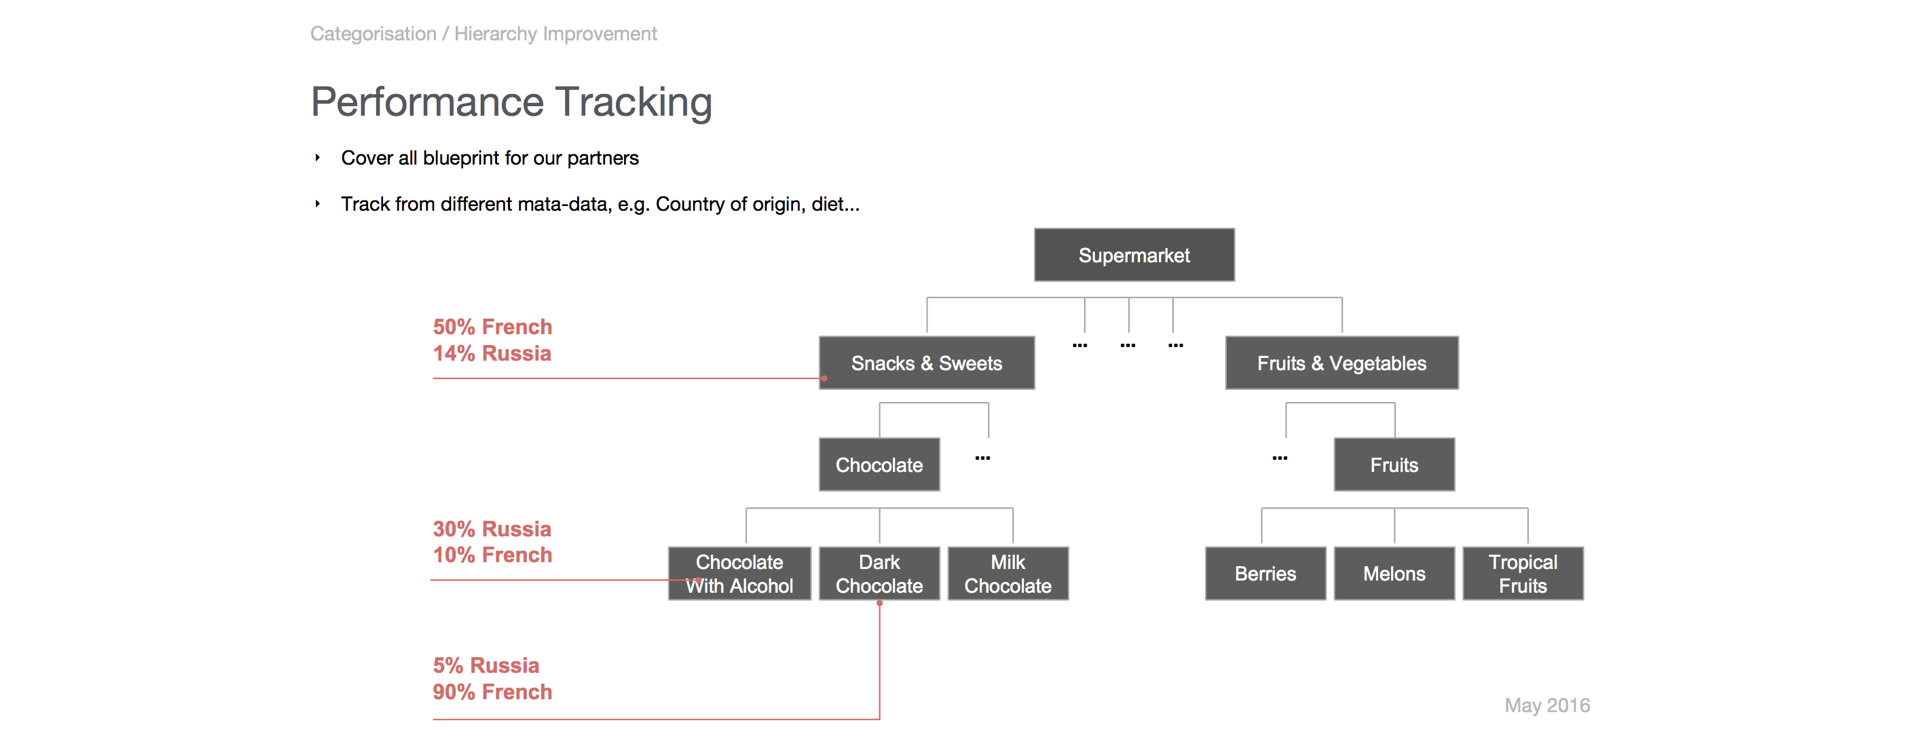 Categorisation / Hierarchy Improvement
Performance Tracking
Cover all blueprint for our partners
Track from different mata-data, e.g. Country of origin, diet...
Supermarket
50% French
14% Russia
Snacks & Sweets
...
...
...
Fruits & Vegetables
Chocolate
...
...
Fruits
30% Russia
10% French
Chocolate
With Alcohol
Dark
Chocolate
Milk
Chocolate
Berries
Melons
Tropical
Fruits
5% Russia
90% French
May 2016